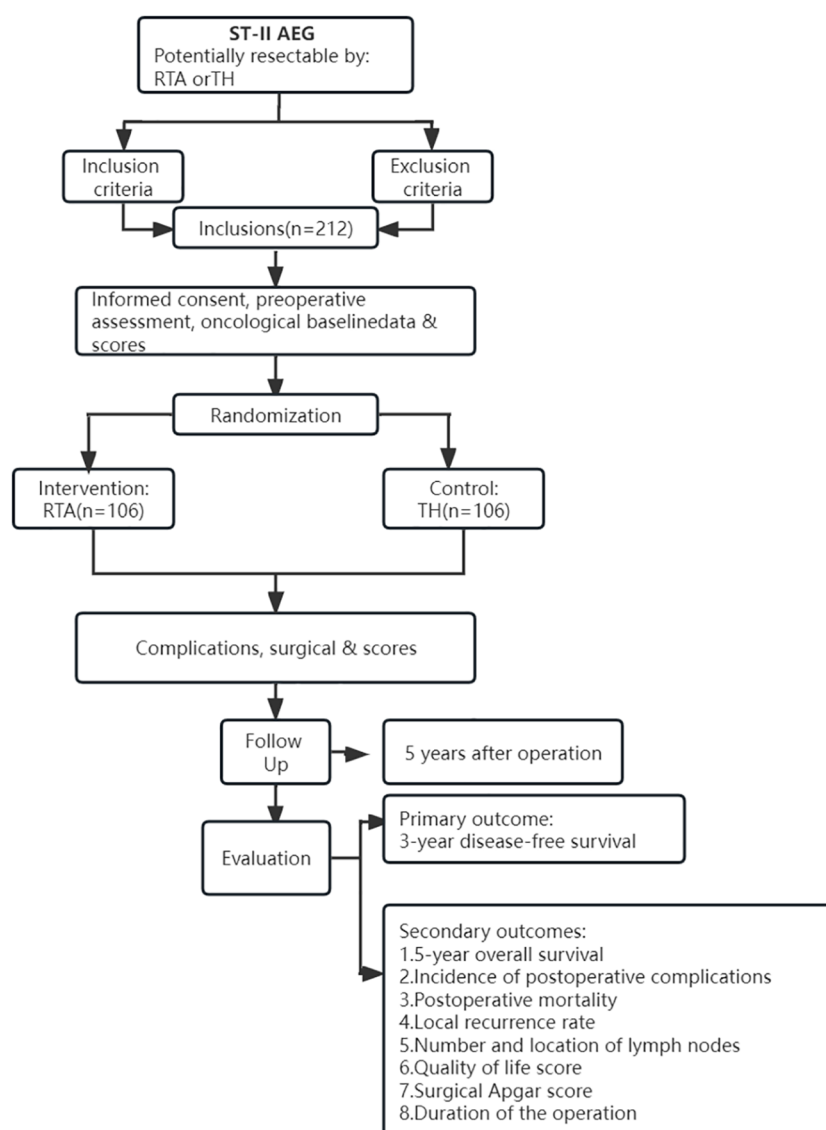 ST-II AEG
Potentially resectable by:
RTA orTH
Inclusion
criteria
Exclusion
criteria
Inclusions(n=212)
Informed consent, preoperative
assessment, oncological baselinedata &
scores
Randomization
Intervention:
RTA(n=106)
Control:
TH(n=106)
Complications, surgical & scores
Follow
Up
5 years after operation
Evaluation
Primary outcome:
3-year disease-free survival
Secondary outcomes:
1.5-year overall survival
2.Incidence of postoperative complications
3.Postoperative mortality
4.Local recurrence rate
5.Number and location of lymph nodes
6.Quality of life score
7.Surgical Apgar score
8.Duration of the operation